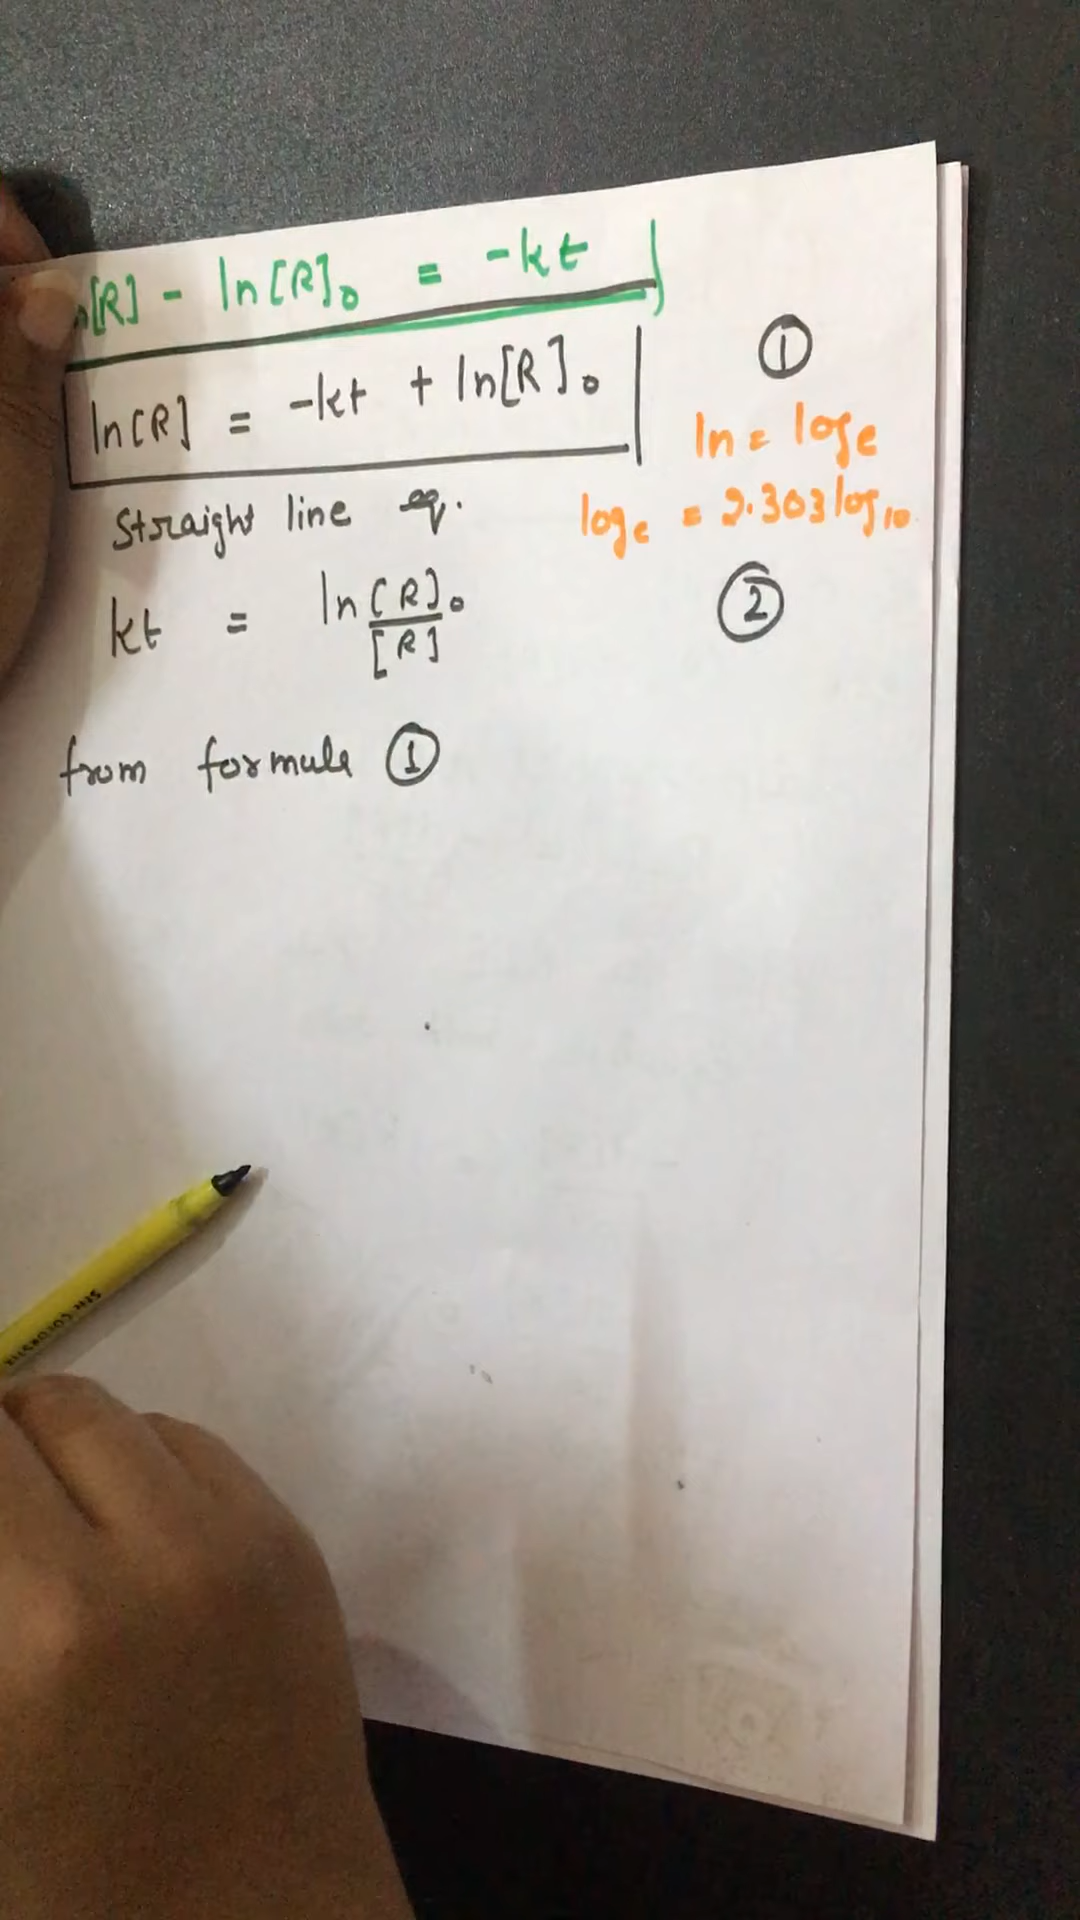 [R] - ln[R]₀ = -kt
ln[R] = -kt + ln[R]₀ ①
ln = logₑ
Straight line eq.
logₑ = 2.303 log₁₀
kt = ln [R]₀/[R] ②
from formula ①